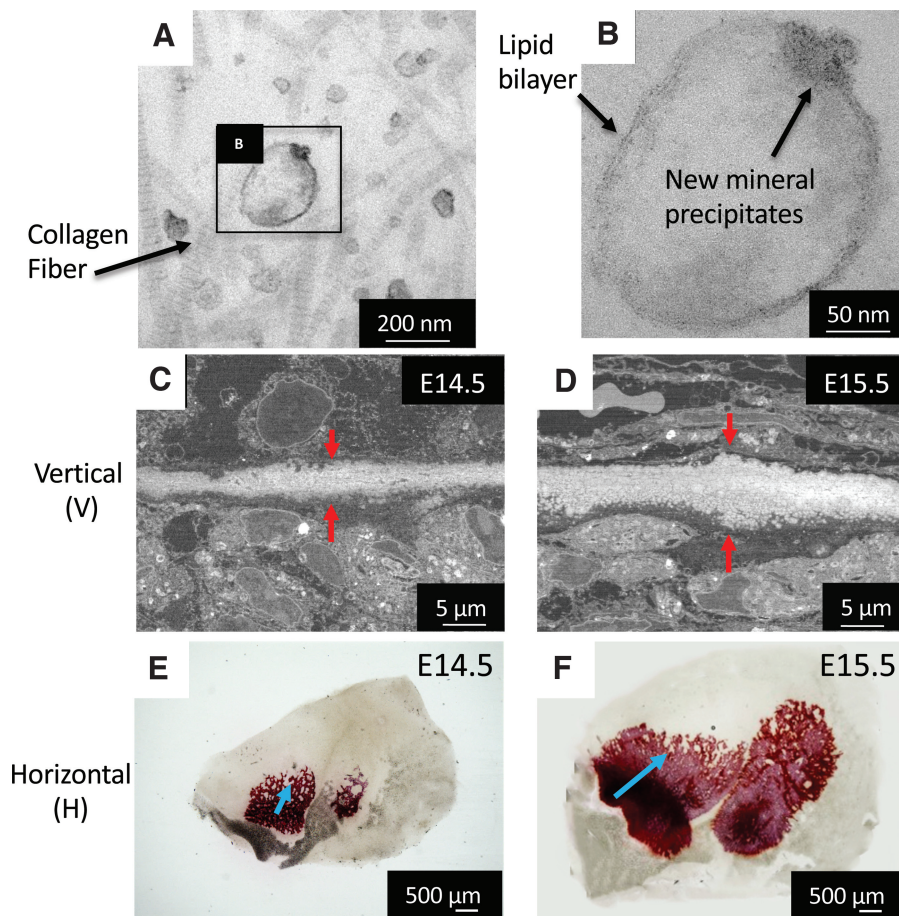 A
B
200 nm
Collagen
Fiber
B
Lipid
bilayer
New mineral
precipitates
50 nm
Vertical
(V)
C
E14.5
5 µm
D
E15.5
5 µm
Horizontal
(H)
E
E14.5
500 µm
F
E15.5
500 µm